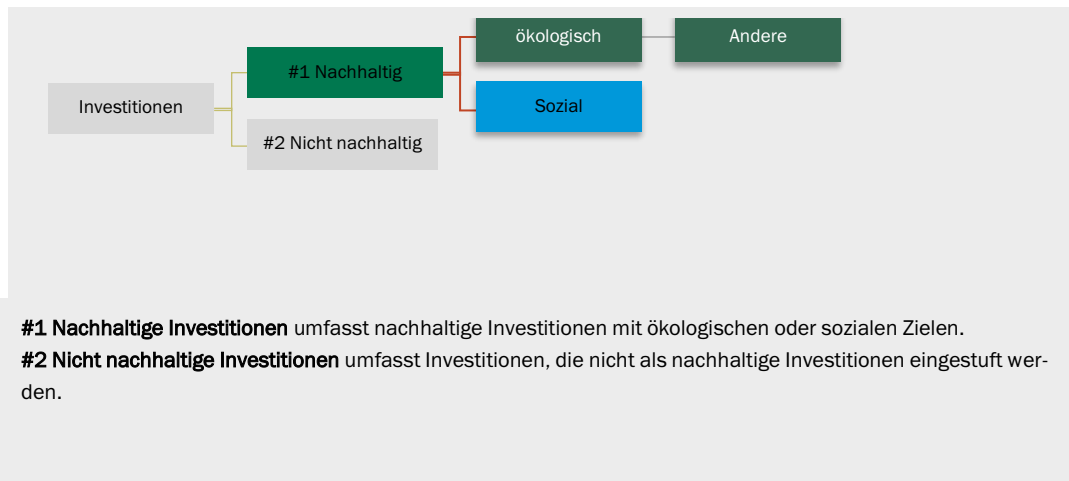 ökologisch
Andere
#1 Nachhaltig
Sozial
Investitionen
#2 Nicht nachhaltig
#1 Nachhaltige Investitionen umfasst nachhaltige Investitionen mit ökologischen oder sozialen Zielen.
#2 Nicht nachhaltige Investitionen umfasst Investitionen, die nicht als nachhaltige Investitionen eingestuft wer-
den.